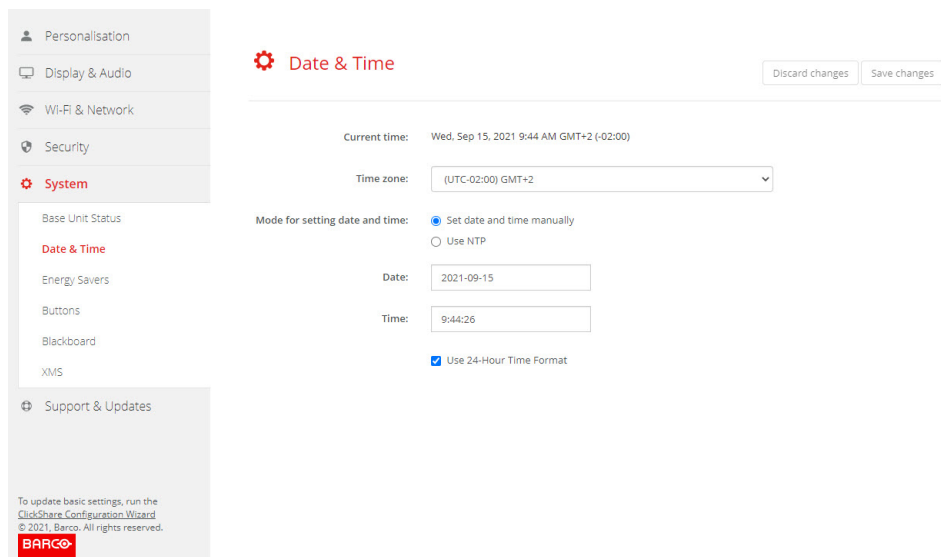 Personalisation
Display & Audio
Wi-Fi & Network
Security
System
Base Unit Status
Date & Time
Energy Savers
Buttons
Blackboard
XMS
Support & Updates
To update basic settings, run the
ClickShare Configuration Wizard
© 2021, Barco. All rights reserved.
BARCO
Date & Time
Discard changes
Save changes
Current time: Wed, Sep 15, 2021 9:44 AM GMT+2 (-02:00)
Time zone: (UTC-02:00) GMT+2
Mode for setting date and time: Set date and time manually
Use NTP
Date: 2021-09-15
Time: 9:44:26
Use 24-Hour Time Format